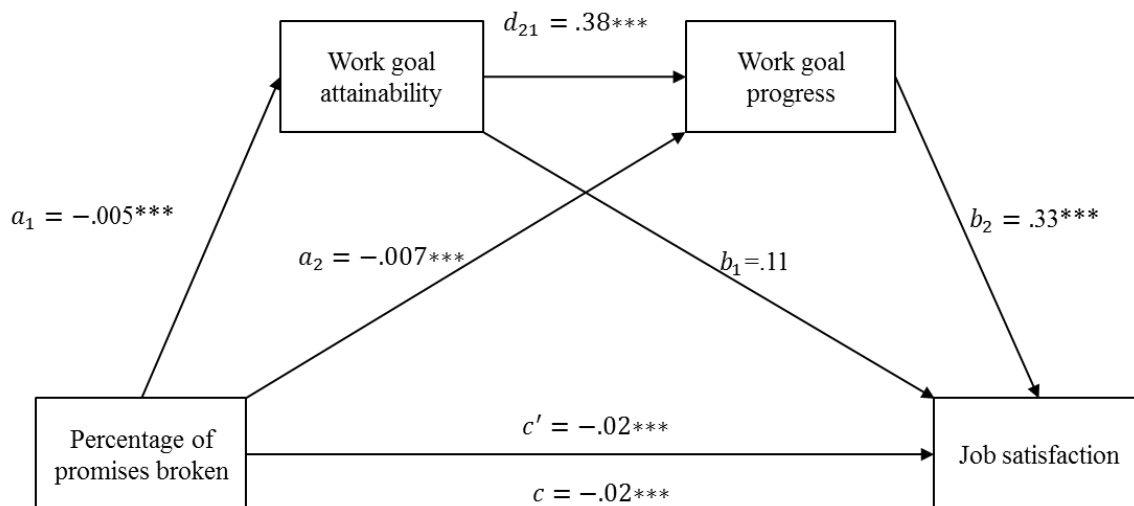 d₂₁ = .38***
Work goal
attainability
Work goal
progress
a₁ = −.005***
a₂ = −.007***
b₁=.11
b₂ = .33***
Percentage of
promises broken
c′ = −.02***
c = −.02***
Job satisfaction